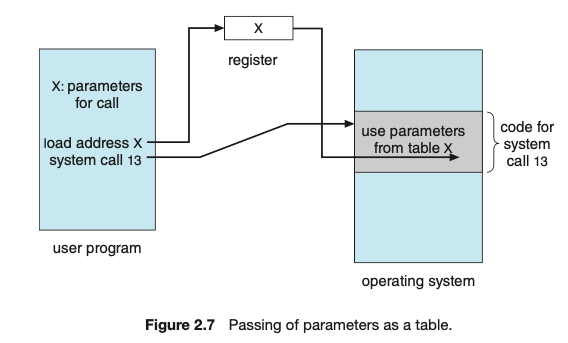 X
register
X: parameters
for call
load address X
system call 13
use parameters
from table X
code for
system
call 13
user program
operating system
Figure 2.7 Passing of parameters as a table.